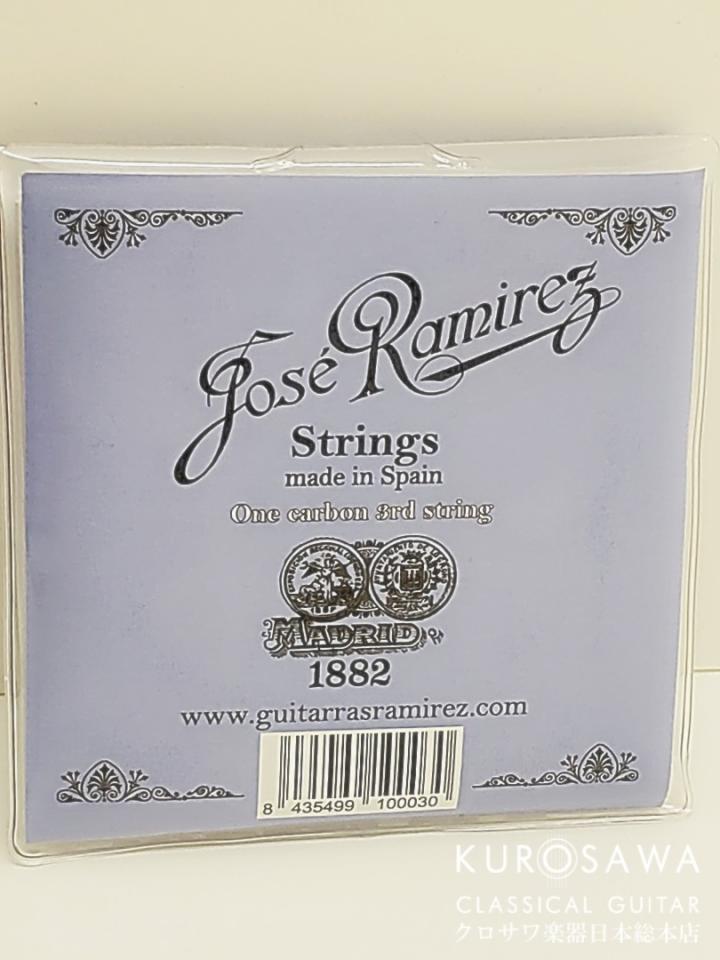 José Ramirez
Strings
made in Spain
One carbon 3rd string
MADRID
1882
www.guitarrasramirez.com
8 435499 100030
KUROSAWA
CLASSICAL GUITAR
クロサワ楽器日本総本店